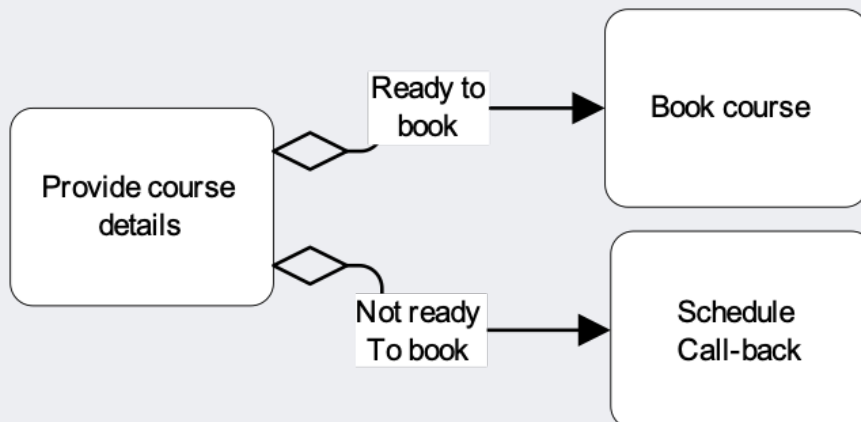 Provide course
details
Ready to
book
Book course
Not ready
To book
Schedule
Call-back